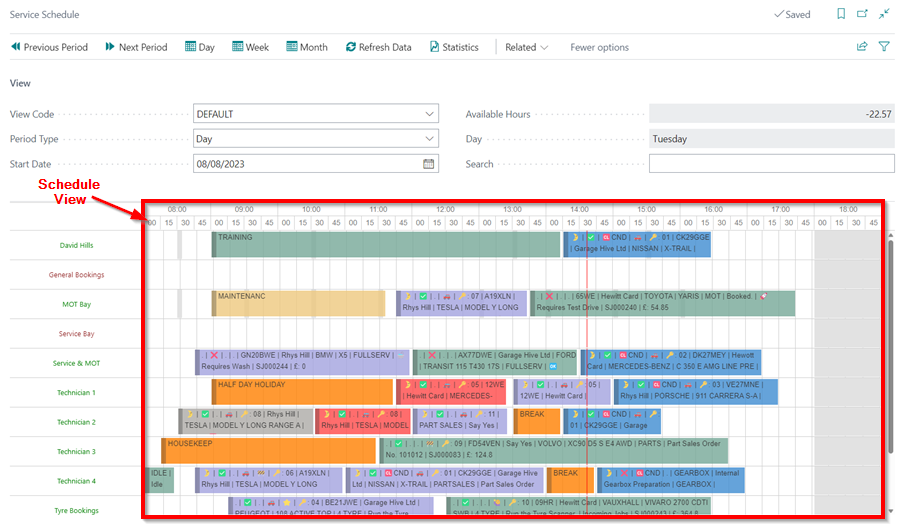 Service Schedule Saved
Previous Period Next Period Day Week Month Refresh Data Statistics Related Fewer options
View
View Code DEFAULT Available Hours -22.57
Period Type Day Day Tuesday
Start Date 08/08/2023 Search
Schedule
View
08:00 09:00 10:00 11:00 12:00 13:00 14:00 15:00 16:00 17:00 18:00
00 15 30 45 00 15 30 45 00 15 30 45 00 15 30 45 00 15 30 45 00 15 30 45 00 15 30 45 00 15 30 45 00 15 30 45 00 15 30 45 00 15 30 45
David Hills
TRAINING
| ✅ | CL CND | 01 | CK29GGE
| Garage Hive Ltd | NISSAN | X-TRAIL |
General Bookings
MOT Bay
MAINTENANC
| ✅ | . | 07 | A19XLN |
Rhys Hill | TESLA | MODEL Y LONG
. | ❌ | . | . | 65WE | Hewitt Card | TOYOTA | YARIS | MOT | Booked. |
Requires Test Drive | SJ000240 | £: 54.85
Service Bay
Service & MOT
. | ❌ | . | . | GN20BWE | Rhys Hill | BMW | X5 | FULLSERV |
Requires Wash | SJ000244 | £: 0
. | ❌ | . | . | AX77DWE | Garage Hive Ltd | FORD
| TRANSIT 115 T430 17S | FULLSERV | OK
| ✅ | CL CND | 02 | DK27MEY | Hewott
Card | MERCEDES-BENZ | C 350 E AMG LINE PRE |
Technician 1
HALF DAY HOLIDAY
| ✅ | . | 05 | 12WE
| Hewitt Card | MERCEDES-
| ✅ | . | 05 |
12WE | Hewitt Card |
| ✅ | CL CND | 03 | VE27MNE |
Rhys Hill | PORSCHE | 911 CARRERA S-A |
Technician 2
| ✅ | . | 08 | Rhys Hill |
TESLA | MODEL Y LONG RANGE A |
| ✅ | . | 08 |
Rhys Hill | TESLA | MODEL
| ✅ | . | 11 |
PART SALES | Say Yes |
BREAK
| ✅ | CL CND |
01 | CK29GGE | Garage
Technician 3
HOUSEKEEP
. | ✅ | . | 09 | FD54VEN | Say Yes | VOLVO | XC90 D5 S E4 AWD | PARTS | Part Sales Order
No. 101012 | SJ000083 | £: 124.8
Technician 4
IDLE |
Idle
| ✅ | 06 | A19XLN |
Rhys Hill | TESLA | MODEL
| ✅ | . | 01 | CK29GGE | Garage Hive
Ltd | NISSAN | X-TRAIL | PARTSALES | Part Sales Order
BREAK
| ❌ | CL CND | . | GEARBOX | Internal
Gearbox Preparation | GEARBOX |
Tyre Bookings
| ✅ | . | 04 | BE21JWE | Garage Hive Ltd |
PEUGEOT | 108 ACTIVE TOP | 4 TYRE | Run the Tyre
. | ✅ | . | 10 | 09HR | Hewitt Card | VAUXHALL | VIVARO 2700 CDTI
SWB | 4 TYRE | Run the Tyre Scanner. | Incoming Jobs | SJ000243 | £: 364.8